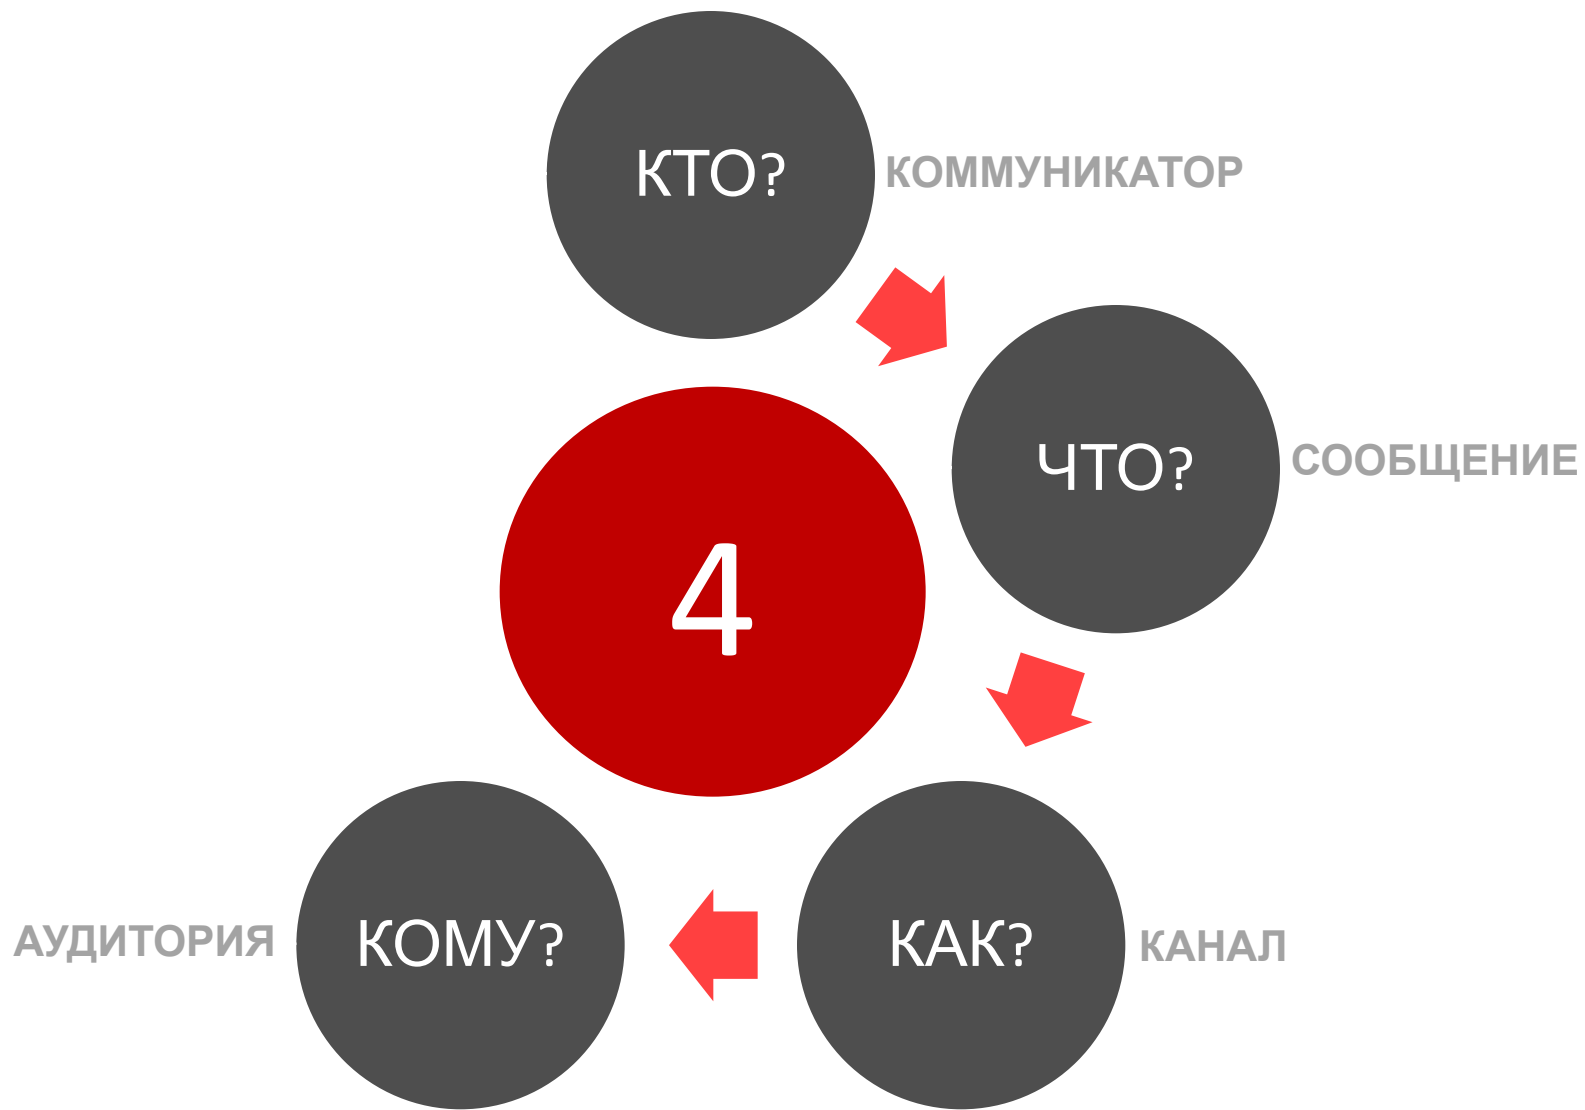 КТО?
КОММУНИКАТОР
ЧТО?
СООБЩЕНИЕ
4
КАК?
КАНАЛ
КОМУ?
АУДИТОРИЯ